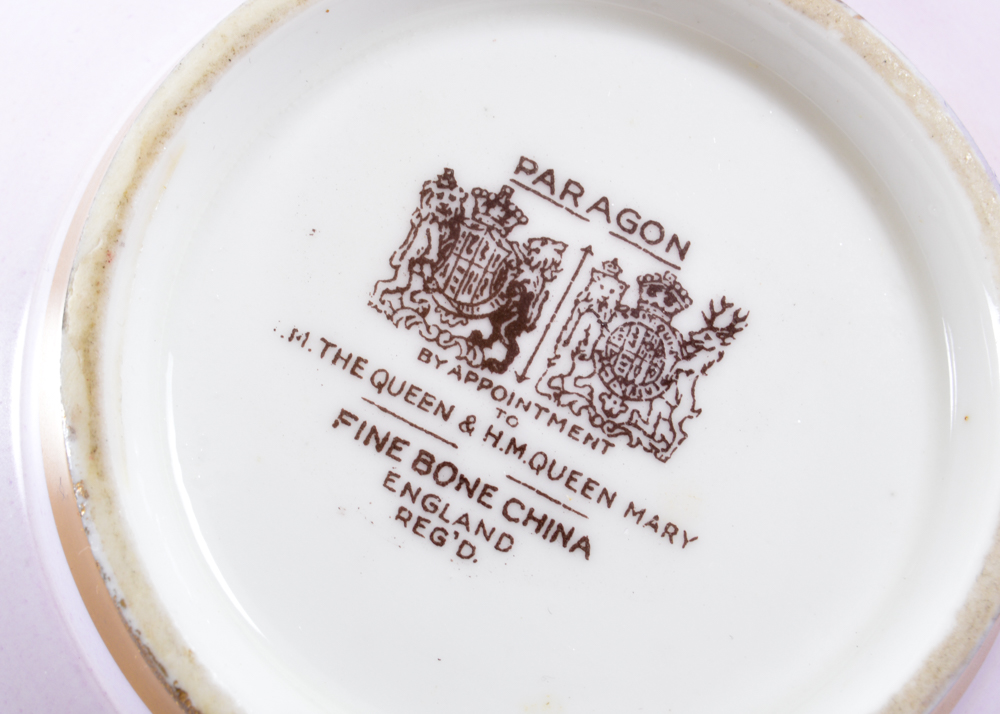 PARAGON
BY APPOINTMENT
TO
.M. THE QUEEN & H.M. QUEEN MARY
FINE BONE CHINA
ENGLAND
REG'D.